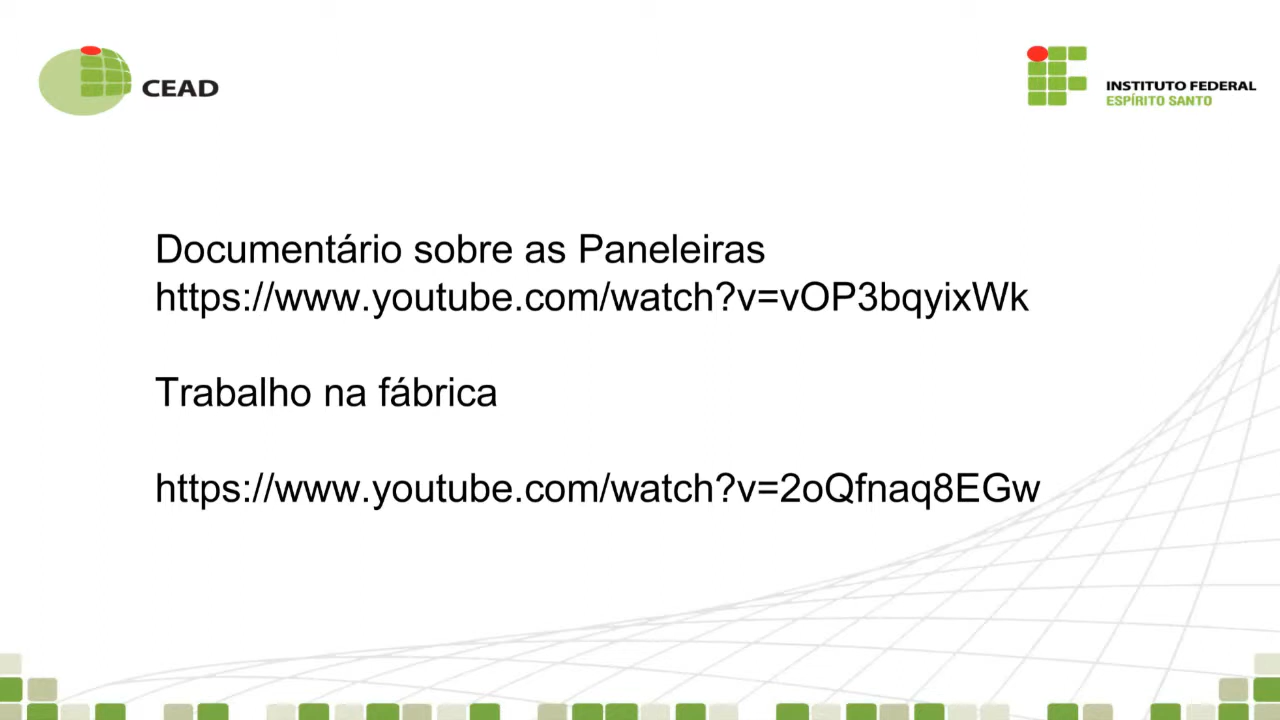 CEAD
INSTITUTO FEDERAL
ESPÍRITO SANTO
Documentário sobre as Paneleiras
https://www.youtube.com/watch?v=vOP3bqyixWk
Trabalho na fábrica
https://www.youtube.com/watch?v=2oQfnaq8EGw